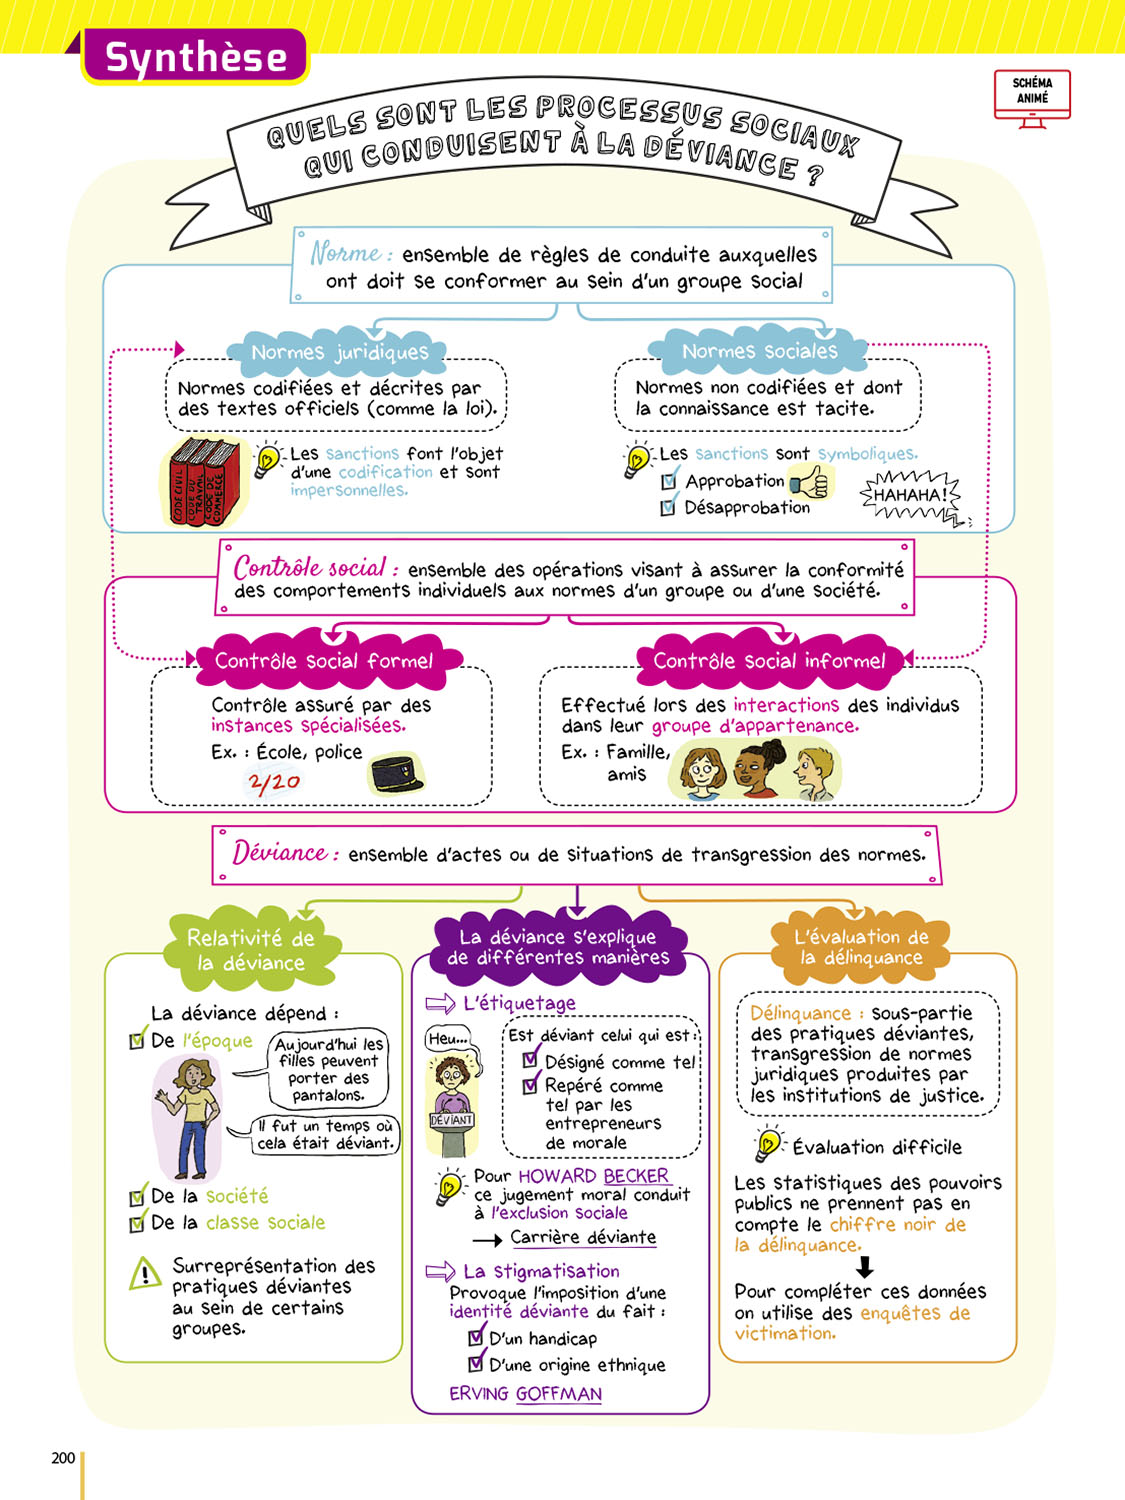 Synthèse
SCHÉMA
ANIMÉ
QUELS SONT LES PROCESSUS SOCIAUX
QUI CONDUISENT À LA DÉVIANCE ?
Norme : ensemble de règles de conduite auxquelles
ont doit se conformer au sein d'un groupe social
Normes juridiques
Normes codifiées et décrites par
des textes officiels (comme la loi).
CODE CIVIL
CODE DU
TRAVAIL
CODE DE
COMMERCE
Les sanctions font l'objet
d'une codification et sont
impersonnelles.
Normes sociales
Normes non codifiées et dont
la connaissance est tacite.
Les sanctions sont symboliques.
Approbation
Désapprobation
HAHAHA!
Contrôle social : ensemble des opérations visant à assurer la conformité
des comportements individuels aux normes d'un groupe ou d'une société.
Contrôle social formel
Contrôle assuré par des
instances spécialisées.
Ex. : École, police
2/20
Contrôle social informel
Effectué lors des interactions des individus
dans leur groupe d'appartenance.
Ex. : Famille,
amis
Déviance : ensemble d'actes ou de situations de transgression des normes.
Relativité de
la déviance
La déviance dépend :
De l'époque
Aujourd'hui les
filles peuvent
porter des
pantalons.
Il fut un temps où
cela était déviant.
De la société
De la classe sociale
!
Surreprésentation des
pratiques déviantes
au sein de certains
groupes.
La déviance s'explique
de différentes manières
L'étiquetage
Heu...
DÉVIANT
Est déviant celui qui est :
Désigné comme tel
Repéré comme
tel par les
entrepreneurs
de morale
Pour HOWARD BECKER
ce jugement moral conduit
à l'exclusion sociale
→ Carrière déviante
La stigmatisation
Provoque l'imposition d'une
identité déviante du fait :
D'un handicap
D'une origine ethnique
ERVING GOFFMAN
L'évaluation de
la délinquance
Délinquance : sous-partie
des pratiques déviantes,
transgression de normes
juridiques produites par
les institutions de justice.
Évaluation difficile
Les statistiques des pouvoirs
publics ne prennent pas en
compte le chiffre noir de
la délinquance.
Pour compléter ces données
on utilise des enquêtes de
victimation.
200